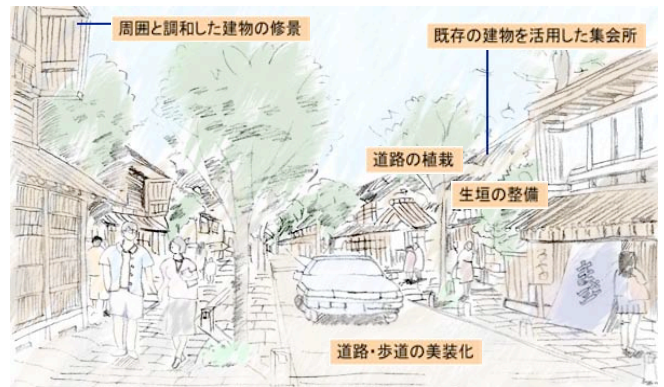 周囲と調和した建物の修景
既存の建物を活用した集会所
道路の植栽
生垣の整備
道路・歩道の美装化